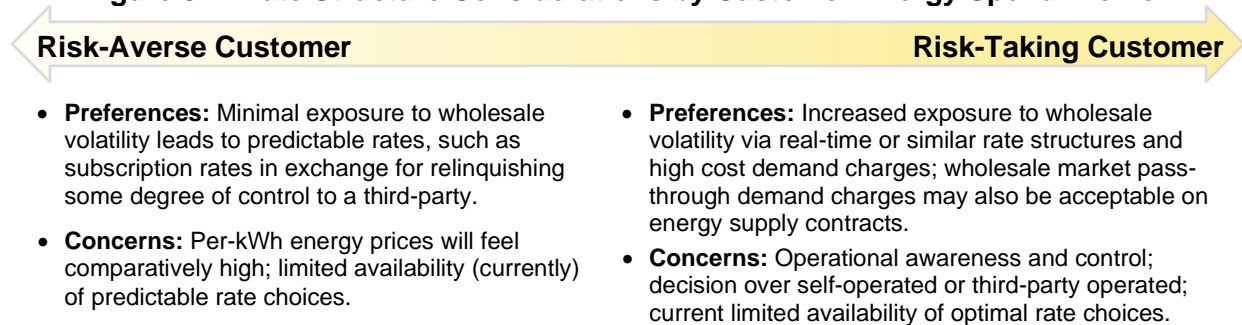 Risk-Averse Customer
Risk-Taking Customer
• Preferences: Minimal exposure to wholesale
volatility leads to predictable rates, such as
subscription rates in exchange for relinquishing
some degree of control to a third-party.
• Concerns: Per-kWh energy prices will feel
comparatively high; limited availability (currently)
of predictable rate choices.
• Preferences: Increased exposure to wholesale
volatility via real-time or similar rate structures and
high cost demand charges; wholesale market pass-
through demand charges may also be acceptable on
energy supply contracts.
• Concerns: Operational awareness and control;
decision over self-operated or third-party operated;
current limited availability of optimal rate choices.